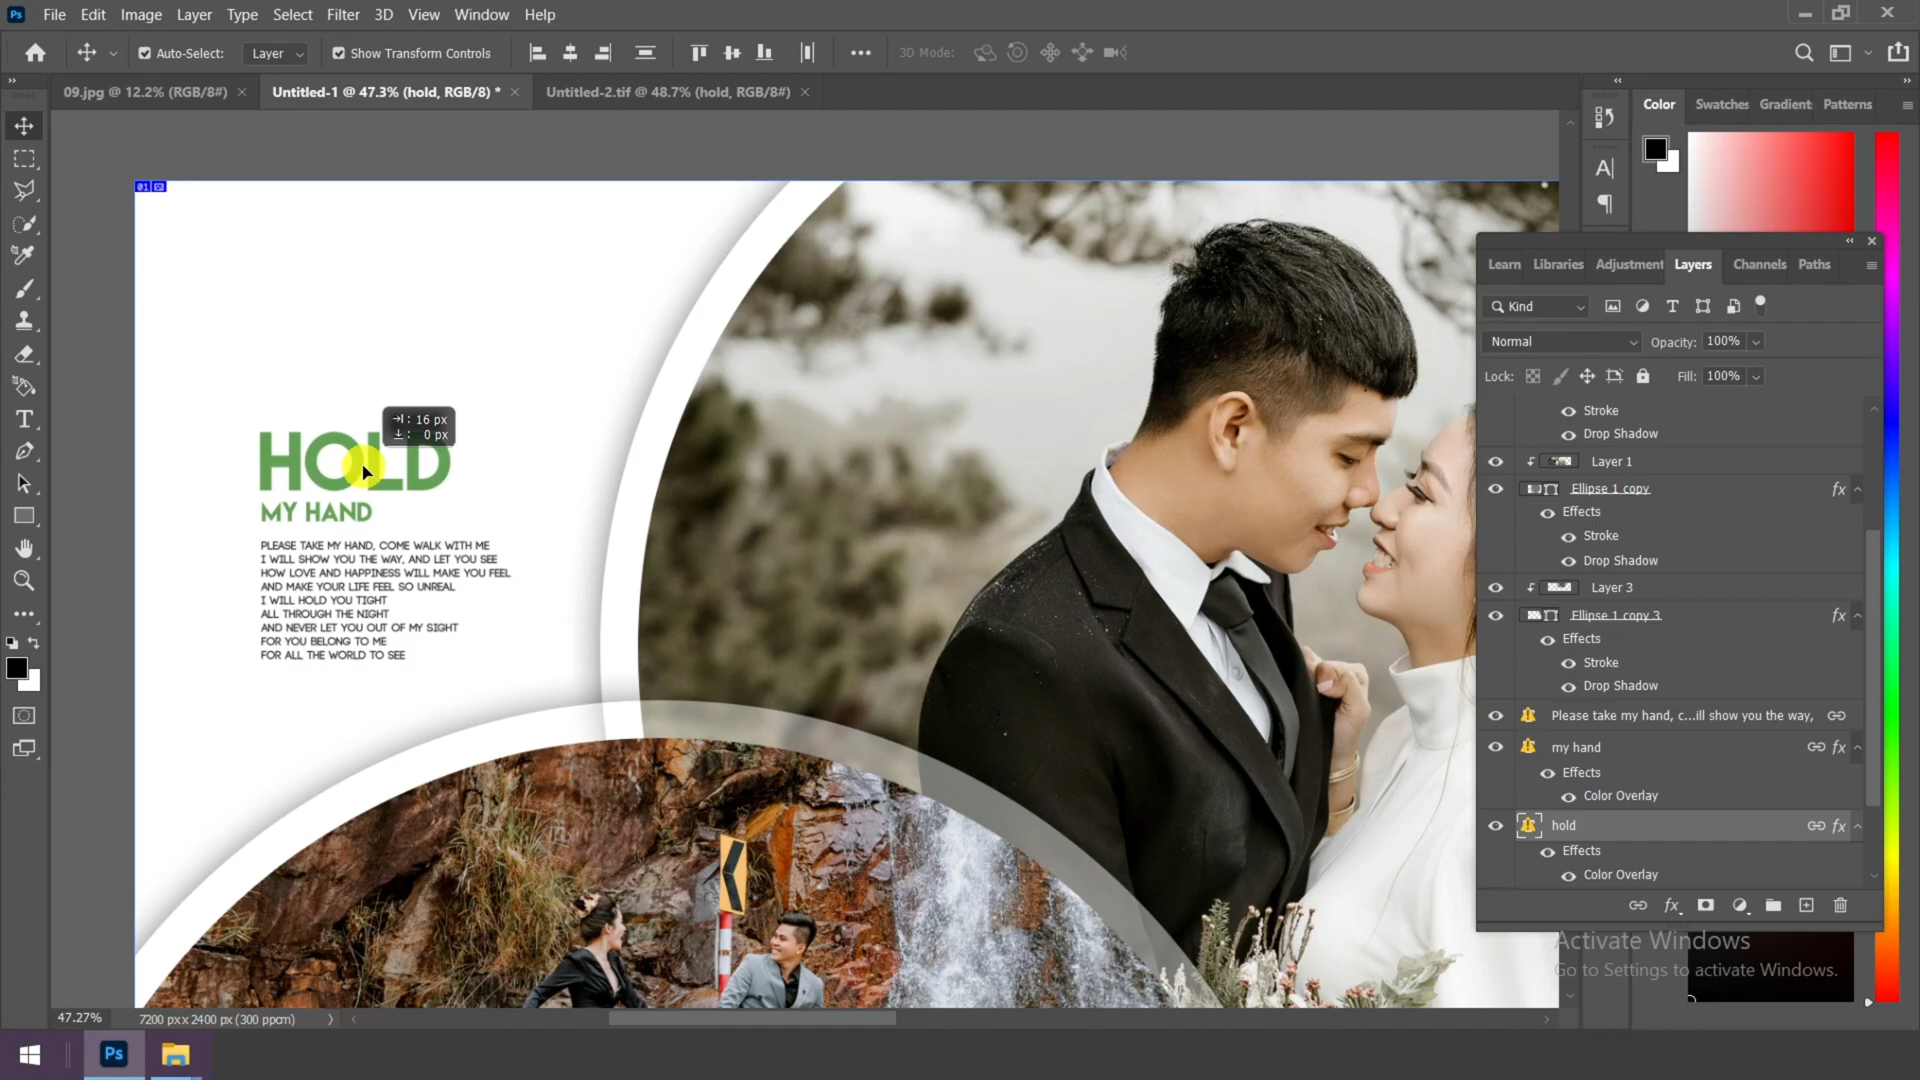 Ps File Edit Image Layer Type Select Filter 3D View Window Help
Auto-Select: Layer Show Transform Controls 3D Mode:
09.jpg @ 12.2% (RGB/8#) Untitled-1 @ 47.3% (hold, RGB/8) * Untitled-2.tif @ 48.7% (hold, RGB/8#)
Color Swatches Gradient Patterns
01
: 16 px
: 0 px
HOLD
MY HAND
PLEASE TAKE MY HAND, COME WALK WITH ME
I WILL SHOW YOU THE WAY, AND LET YOU SEE
HOW LOVE AND HAPPINESS WILL MAKE YOU FEEL
AND MAKE YOUR LIFE FEEL SO UNREAL
I WILL HOLD YOU TIGHT
ALL THROUGH THE NIGHT
AND NEVER LET YOU OUT OF MY SIGHT
FOR YOU BELONG TO ME
FOR ALL THE WORLD TO SEE
Learn Libraries Adjustment Layers Channels Paths
Kind
Normal Opacity: 100%
Lock: Fill: 100%
Stroke
Drop Shadow
Layer 1
Ellipse 1 copy fx
Effects
Stroke
Drop Shadow
Layer 3
Ellipse 1 copy 3 fx
Effects
Stroke
Drop Shadow
Please take my hand, c...ill show you the way,
my hand fx
Effects
Color Overlay
hold fx
Effects
Color Overlay
fx
Activate Windows
Go to Settings to activate Windows.
47.27% 7200 px x 2400 px (300 ppcm)
Ps